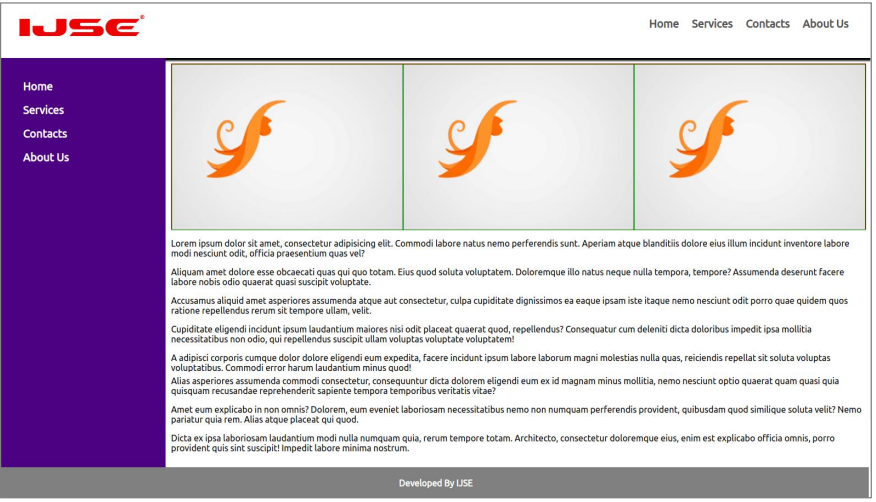 IJSE®
Home Services Contacts About Us
Home
Services
Contacts
About Us
Lorem ipsum dolor sit amet, consectetur adipisicing elit. Commodi labore natus nemo perferendis sunt. Aperiam atque blanditiis dolore eius illum incidunt inventore labore
modi nesciunt odit, officia praesentium quas vel?
Aliquam amet dolore esse obcaecati quas qui quo totam. Eius quod soluta voluptatem. Doloremque illo natus neque nulla tempora, tempore? Assumenda deserunt facere
labore nobis odio quaerat quasi suscipit voluptate.
Accusamus aliquid amet asperiores assumenda atque aut consectetur, culpa cupiditate dignissimos ea eaque ipsam iste itaque nemo nesciunt odit porro quae quidem quos
ratione repellendus rerum sit tempore ullam, velit.
Cupiditate eligendi incidunt ipsum laudantium maiores nisi odit placeat quaerat quod, repellendus? Consequatur cum deleniti dicta doloribus impedit ipsa mollitia
necessitatibus non odio, qui repellendus suscipit ullam voluptas voluptate voluptatem!
A adipisci corporis cumque dolor dolore eligendi eum expedita, facere incidunt ipsum labore laborum magni molestias nulla quas, reiciendis repellat sit soluta voluptas
voluptatibus. Commodi error harum laudantium minus quod!
Alias asperiores assumenda commodi consectetur, consequuntur dicta dolorem eligendi eum ex id magnam minus mollitia, nemo nesciunt optio quaerat quam quasi quia
quisquam recusandae reprehenderit sapiente tempora temporibus veritatis vitae?
Amet eum explicabo in non omnis? Dolorem, eum eveniet laboriosam necessitatibus nemo non numquam perferendis provident, quibusdam quod similique soluta velit? Nemo
pariatur quia rem. Alias atque placeat qui quod.
Dicta ex ipsa laboriosam laudantium modi nulla numquam quia, rerum tempore totam. Architecto, consectetur doloremque eius, enim est explicabo officia omnis, porro
provident quis sint suscipit! Impedit labore minima nostrum.
Developed By IJSE